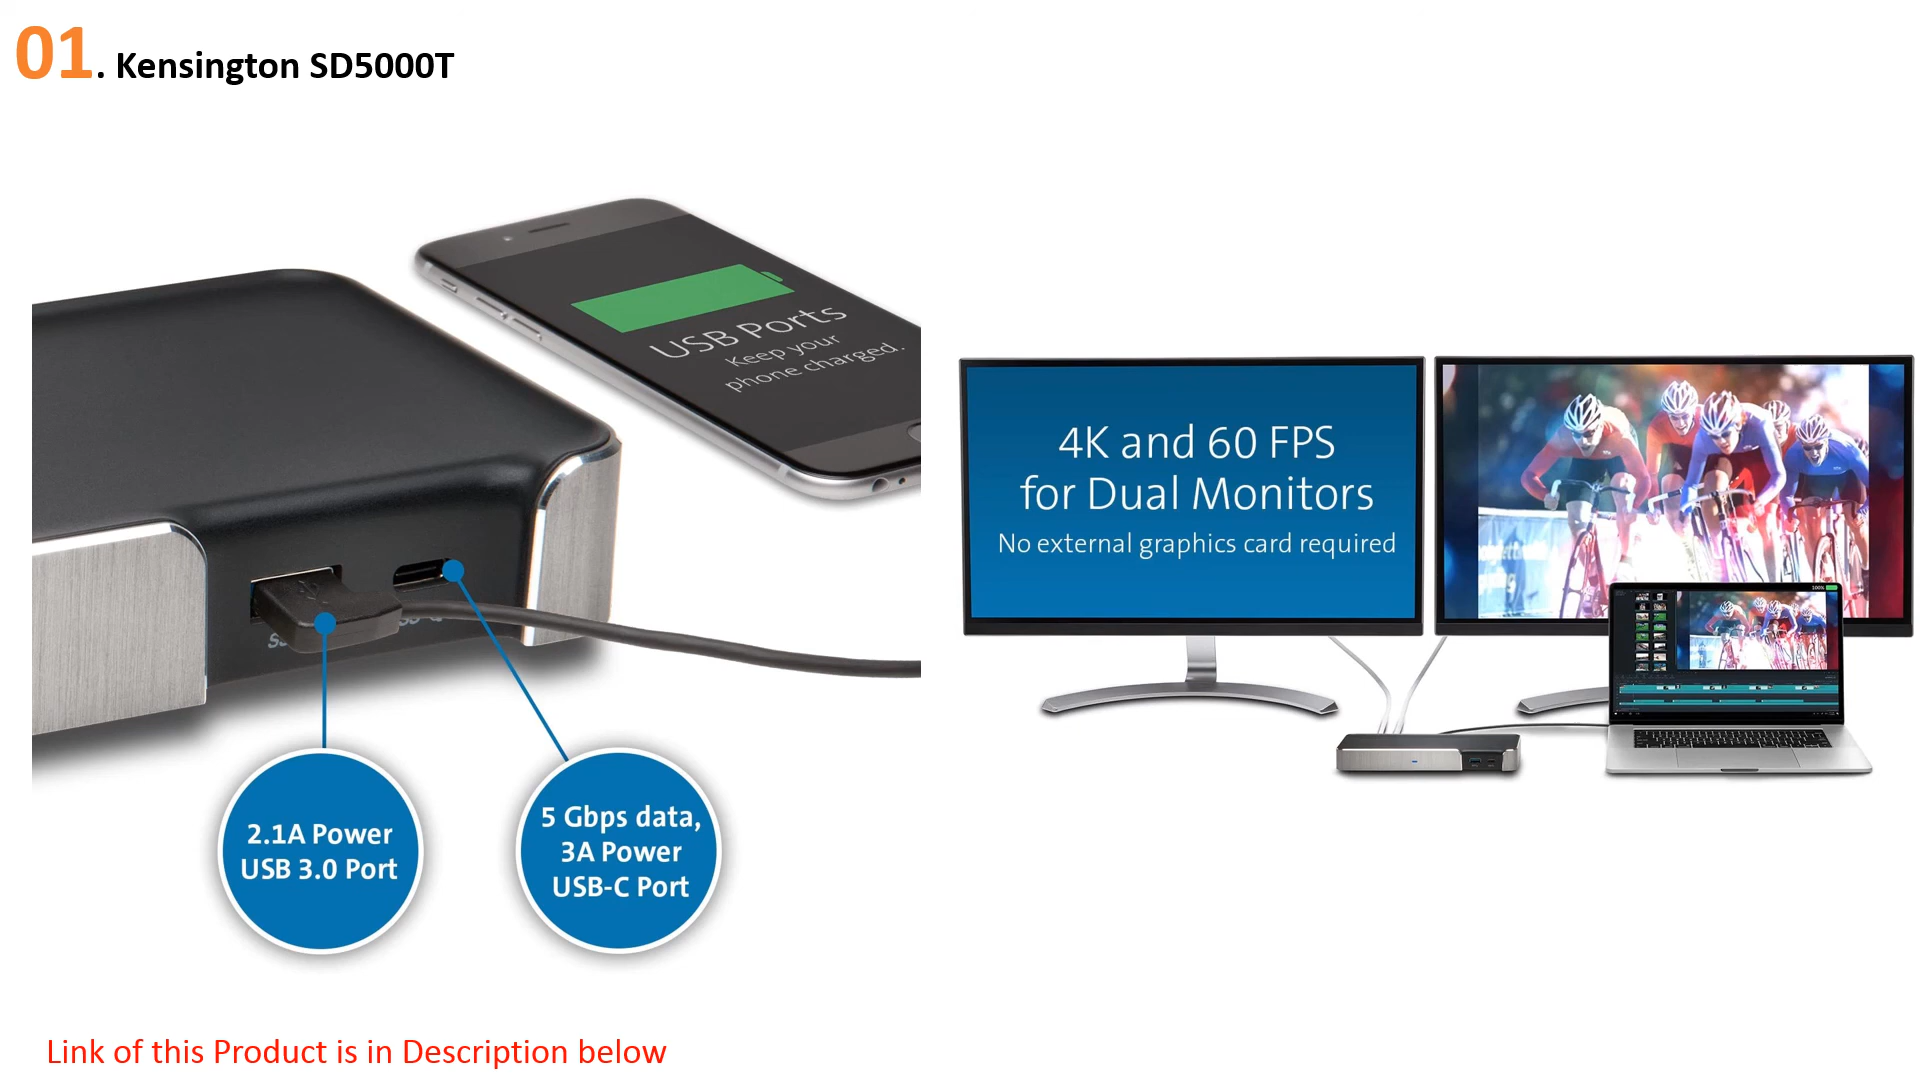 01. Kensington SD5000T
USB Ports
Keep your
phone charged.
2.1A Power
USB 3.0 Port
5 Gbps data,
3A Power
USB-C Port
4K and 60 FPS
for Dual Monitors
No external graphics card required
100%
Link of this Product is in Description below